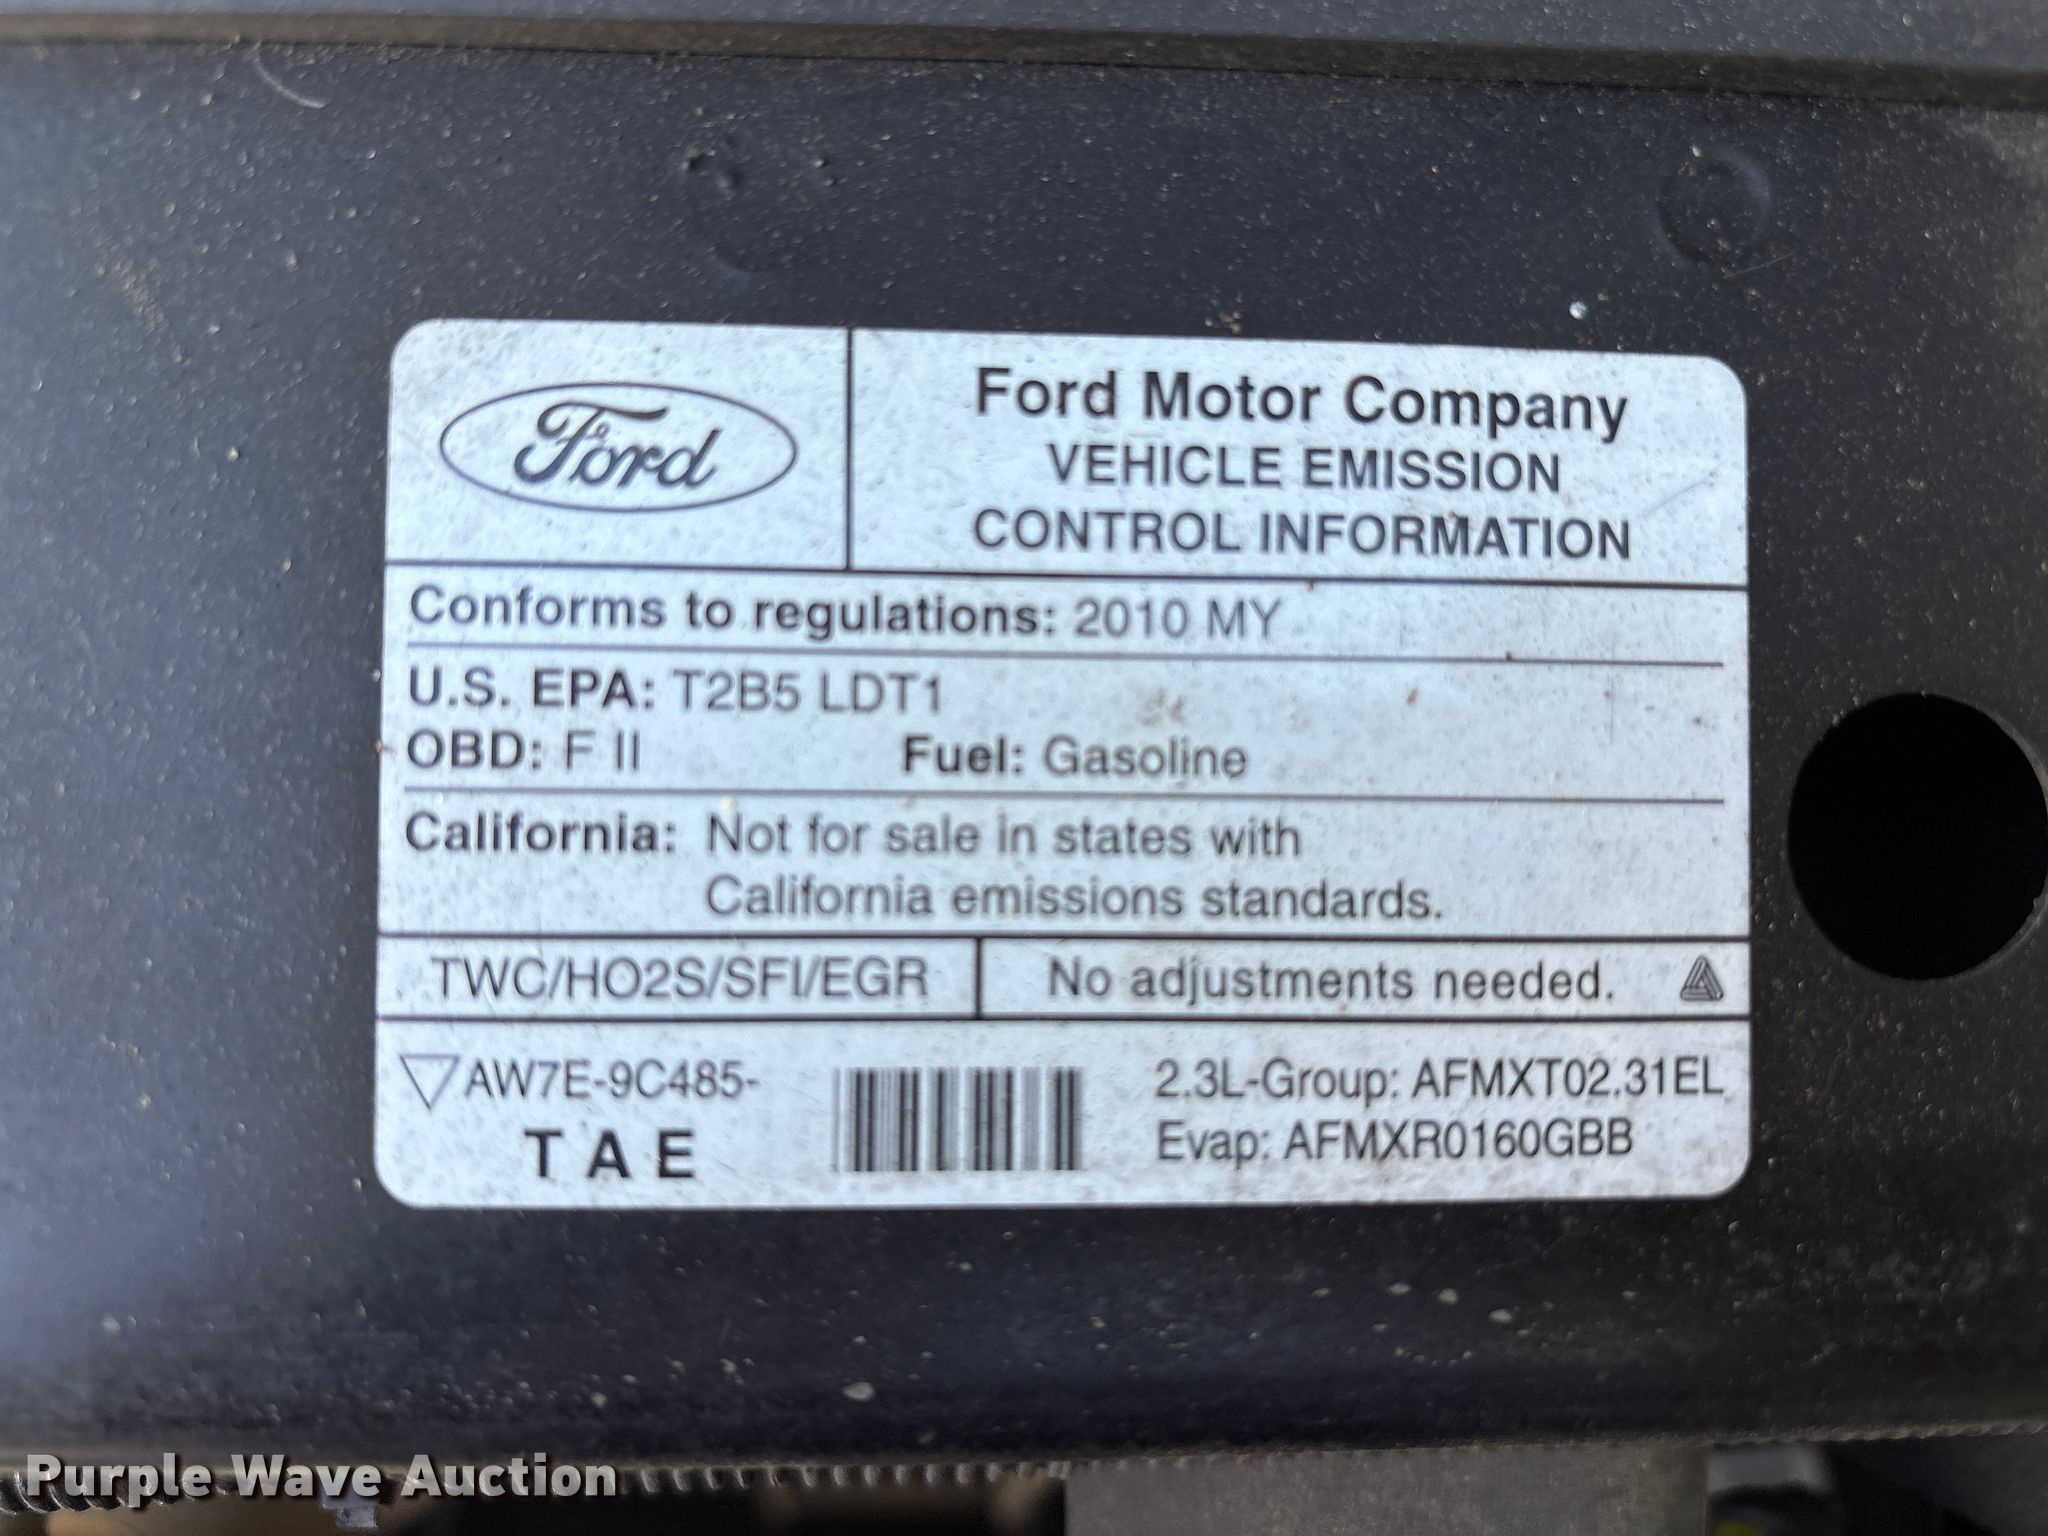 Ford
Ford Motor Company
VEHICLE EMISSION
CONTROL INFORMATION
Conforms to regulations: 2010 MY
U.S. EPA: T2B5 LDT1
OBD: F II Fuel: Gasoline
California: Not for sale in states with
California emissions standards.
TWC/HO2S/SFI/EGR No adjustments needed.
AW7E-9C485-
T A E
2.3L-Group: AFMXT02.31EL
Evap: AFMXR0160GBB
Purple Wave Auction